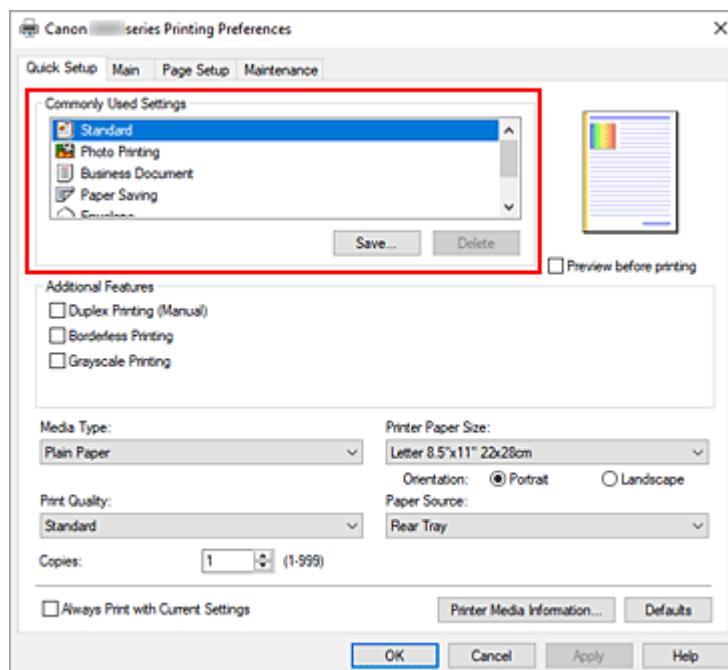 Canon series Printing Preferences
Quick Setup Main Page Setup Maintenance
Commonly Used Settings
Standard
Photo Printing
Business Document
Paper Saving
Envelope
Save... Delete
Preview before printing
Additional Features
Duplex Printing (Manual)
Borderless Printing
Grayscale Printing
Media Type: Printer Paper Size:
Plain Paper Letter 8.5"x11" 22x28cm
Orientation: Portrait Landscape
Print Quality: Paper Source:
Standard Rear Tray
Copies: 1 (1-999)
Always Print with Current Settings Printer Media Information... Defaults
OK Cancel Apply Help